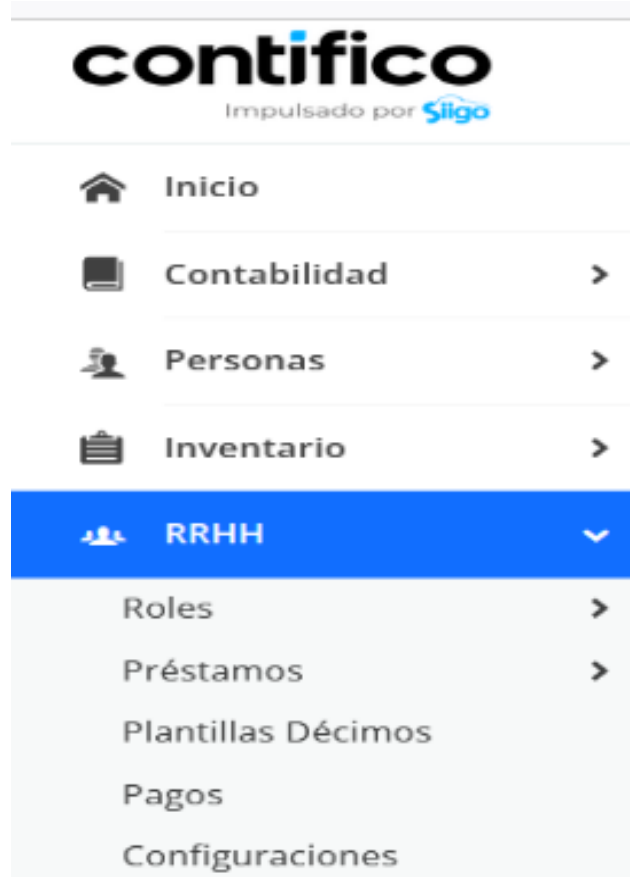 contifico
Impulsado por Siigo
Inicio
Contabilidad
Personas
Inventario
RRHH
Roles
Préstamos
Plantillas Décimos
Pagos
Configuraciones